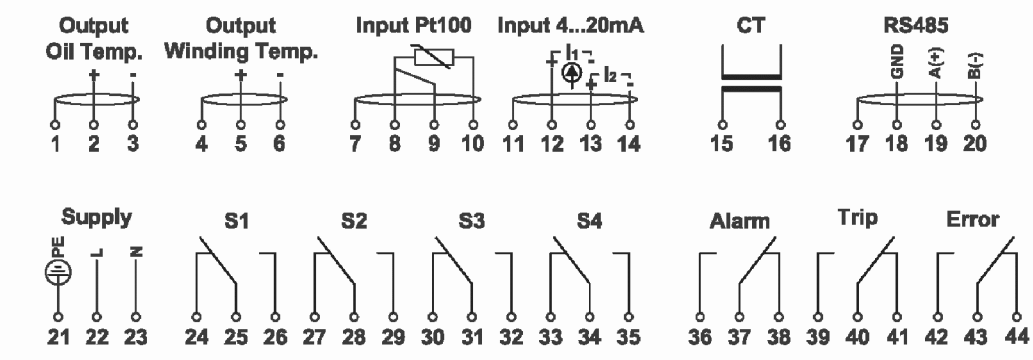 Output Oil Temp.
Output Winding Temp.
Input Pt100
Input 4...20mA
CT
RS485
+ -
+ -
+ I1 -
+ I2 -
GND
A(+)
B(-)
1 2 3 4 5 6 7 8 9 10 11 12 13 14 15 16 17 18 19 20
Supply
S1
S2
S3
S4
Alarm
Trip
Error
PE
L
N
21 22 23 24 25 26 27 28 29 30 31 32 33 34 35 36 37 38 39 40 41 42 43 44